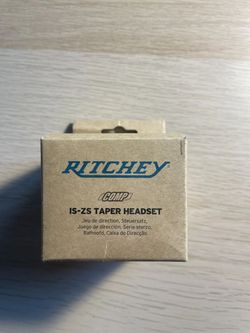 RITCHEY
COMP
IS-ZS TAPER HEADSET
Jeu de direction, Steuersatz,
Juego de dirección, Serie sterzo,
Balhoofd, Caixa de Direcção